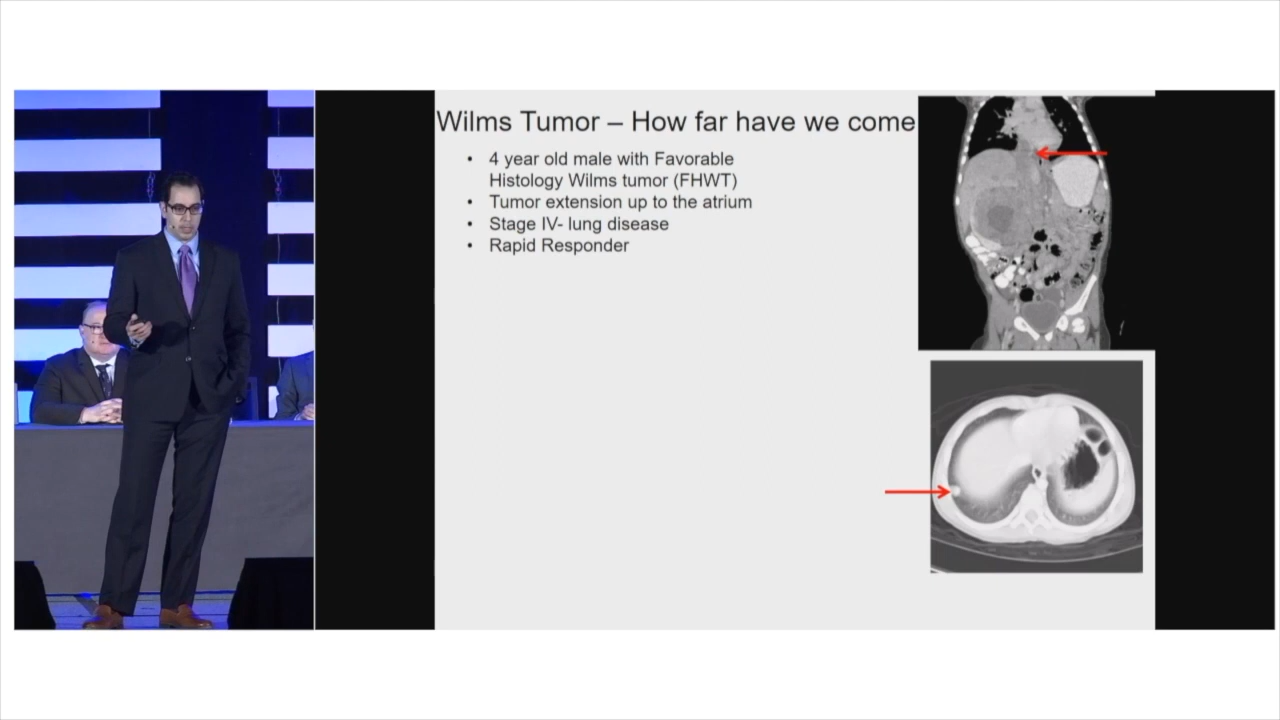 Wilms Tumor – How far have we come
• 4 year old male with Favorable
Histology Wilms tumor (FHWT)
• Tumor extension up to the atrium
• Stage IV- lung disease
• Rapid Responder